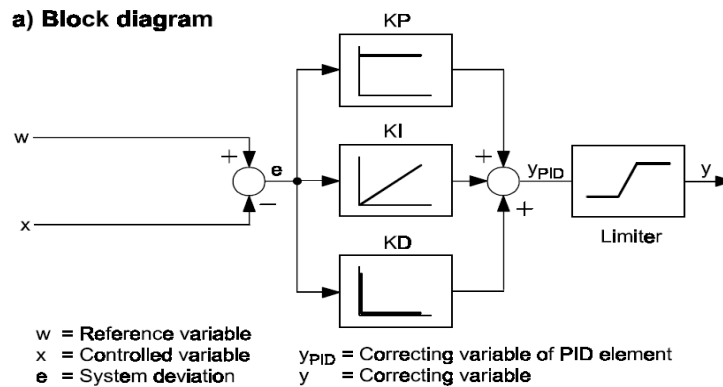 a) Block diagram
KP
w
+
KI
+
e
yPID
y
−
+
x
KD
Limiter
w = Reference variable
x = Controlled variable
e = System deviation
yPID = Correcting variable of PID element
y = Correcting variable